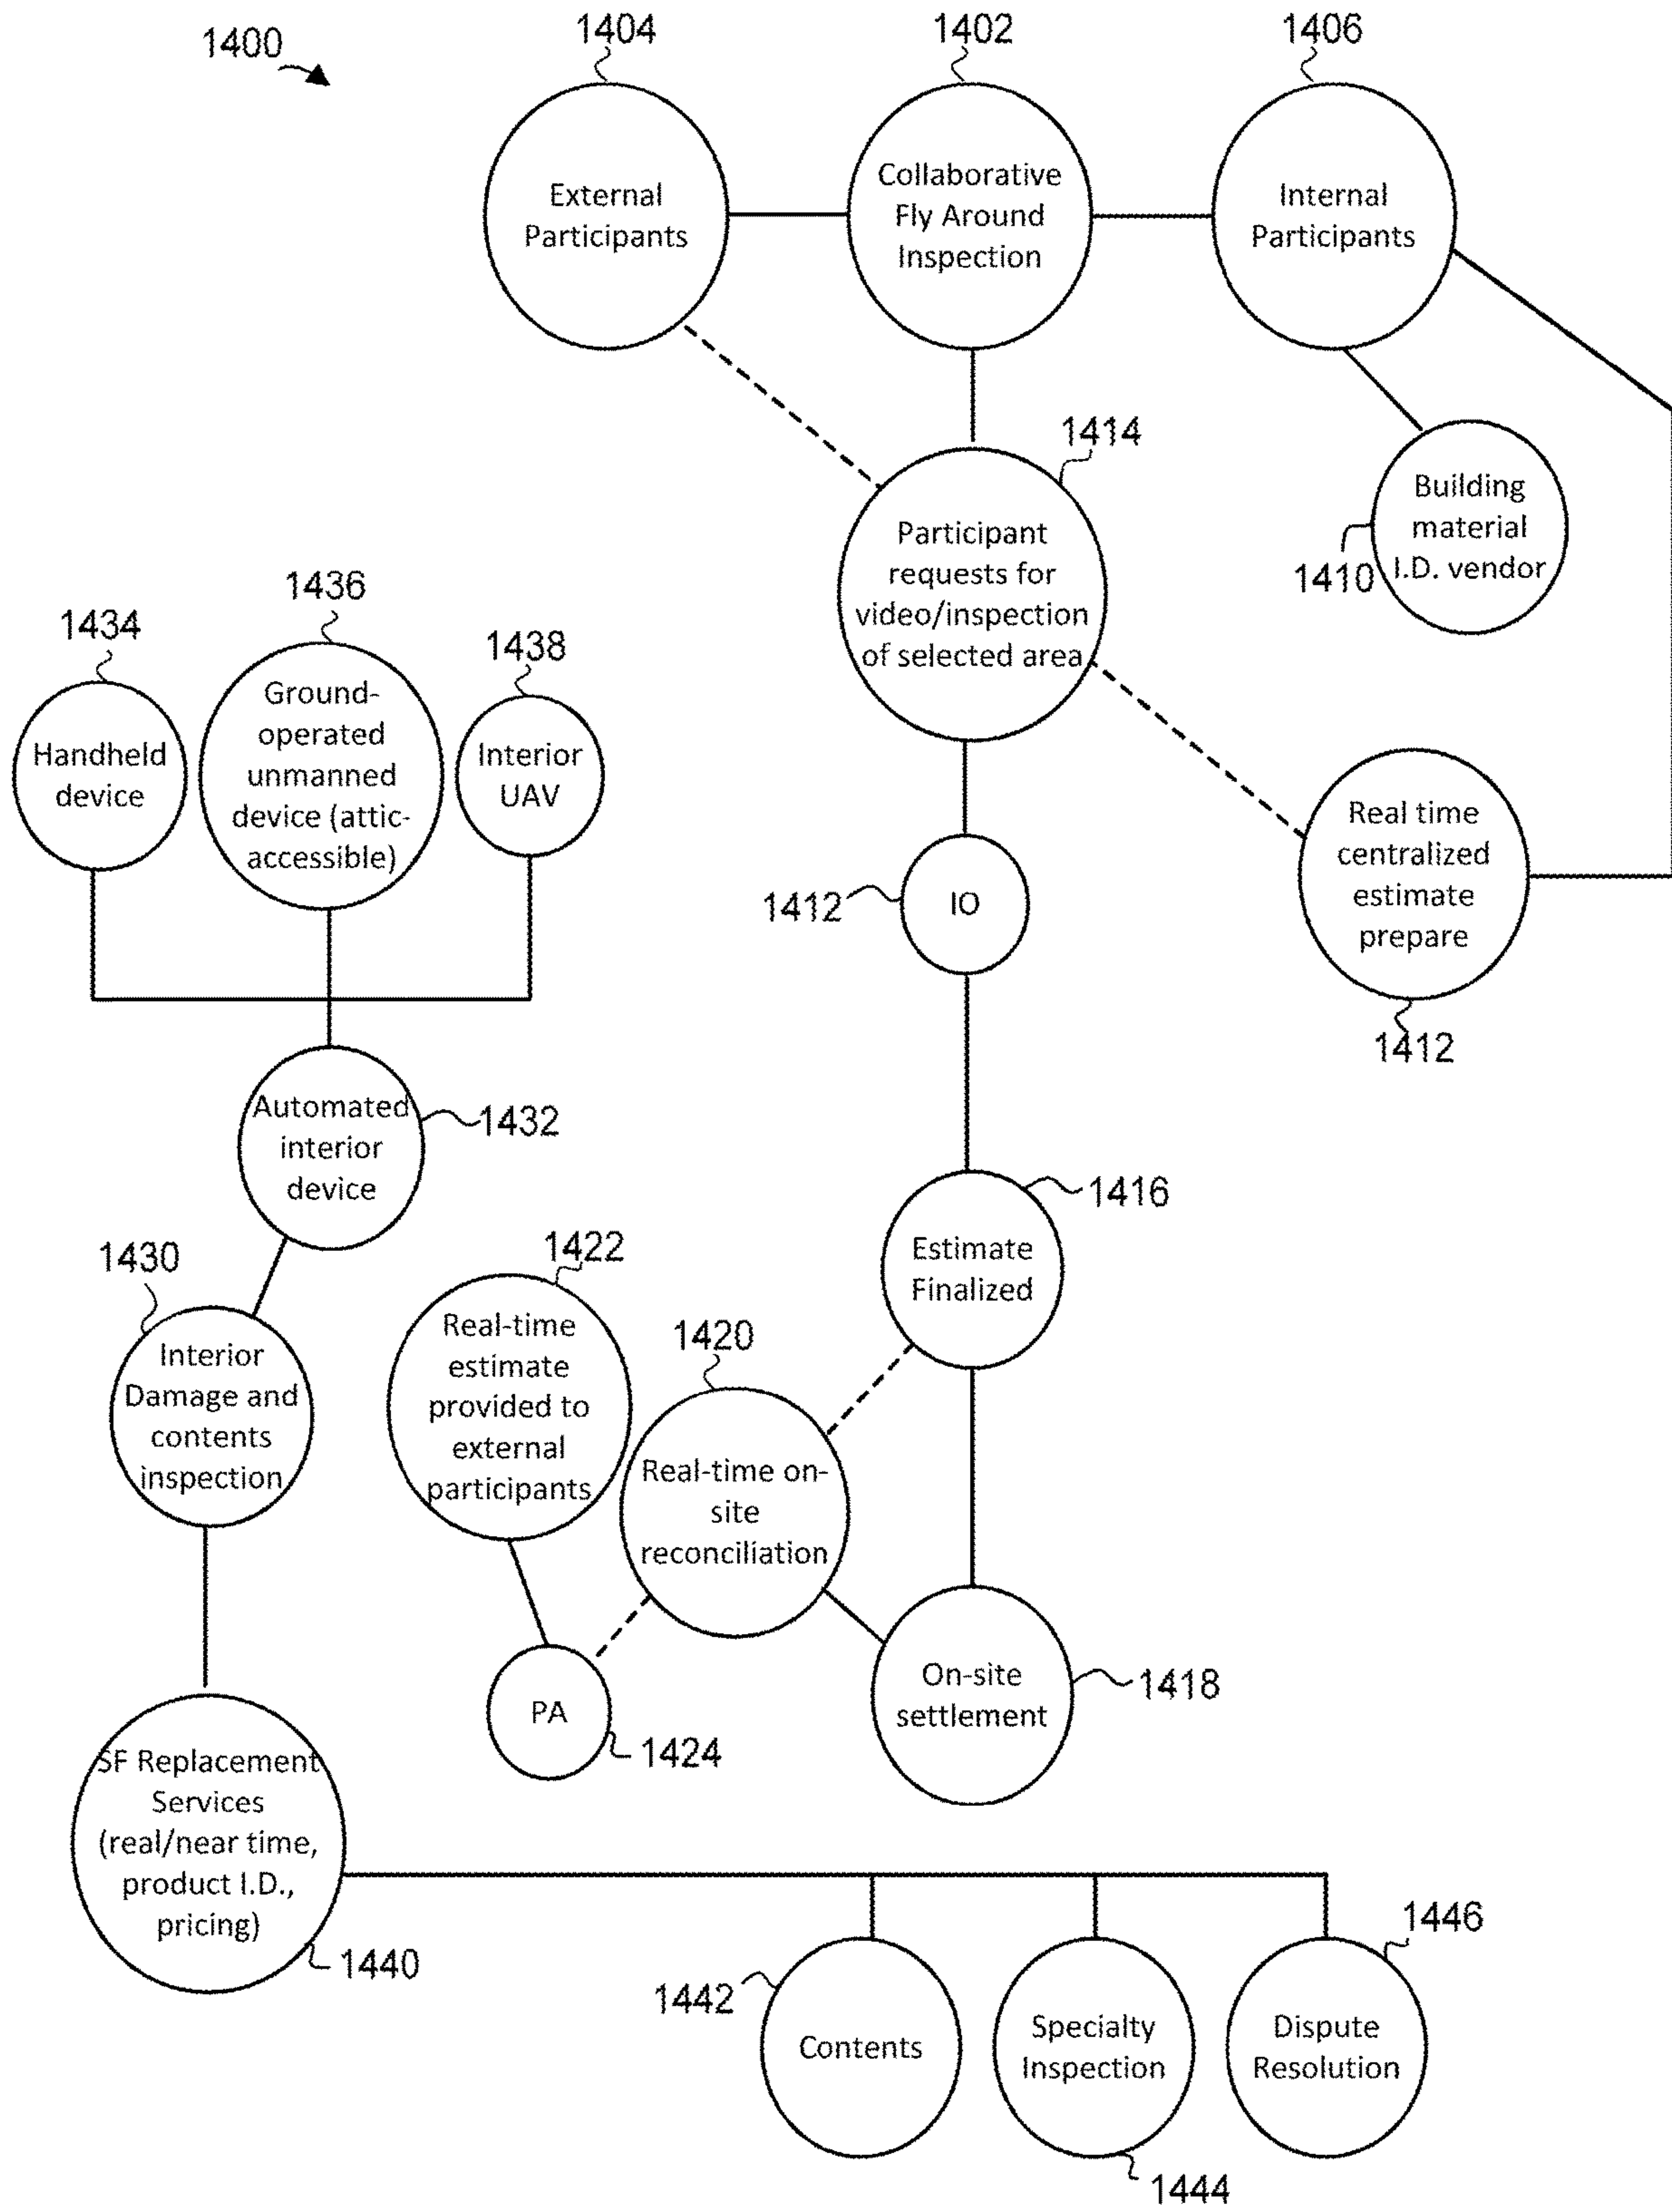 1400
1404
1402
1406
External
Participants
Collaborative
Fly Around
Inspection
Internal
Participants
1414
Participant
requests for
video/inspection
of selected area
Building
material
I.D. vendor
1410
1434
1436
1438
Handheld
device
Ground-
operated
unmanned
device (attic-
accessible)
Interior
UAV
1412
IO
Real time
centralized
estimate
prepare
1412
Automated
interior
device
1432
1416
Estimate
Finalized
1430
Interior
Damage and
contents
inspection
1422
Real-time
estimate
provided to
external
participants
1420
Real-time on-
site
reconciliation
PA
1424
On-site
settlement
1418
SF Replacement
Services
(real/near time,
product I.D.,
pricing)
1440
1442
Contents
Specialty
Inspection
1444
1446
Dispute
Resolution